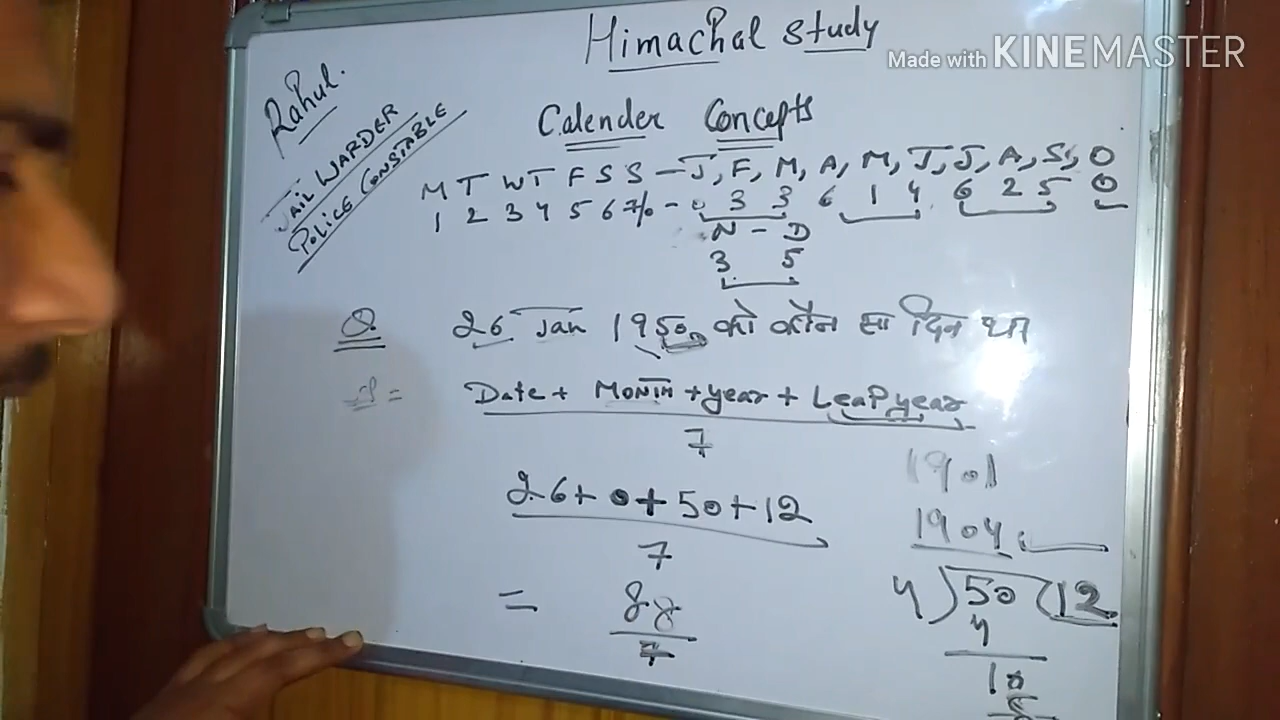 Himachal Study
Made with KINEMASTER
Rahul.
JAIL WARDER
POLICE CONSTABLE
Calender Concepts
M T W T F S S - J, F, M, A, M, J, J, A, S, O
1 2 3 4 5 6 7/0 - 0 3 3 6 1 4 6 2 5 0
N - D
3 5
Q 26 Jan 1950 को कौन सा दिन था
= Date + MONTH + year + Leap year
7
1901
26 + 0 + 50 + 12
7
1904
4) 50 (12
4
10
= 88
7